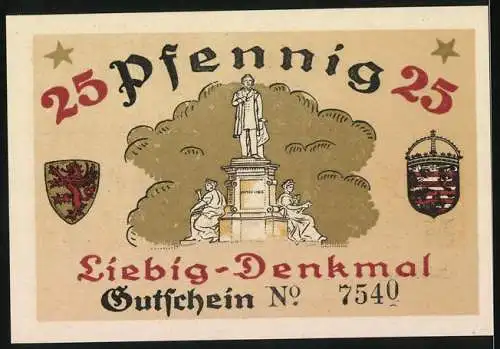 25 Pfennig 25
Liebig-Denkmal
Gutschein Nº 7540